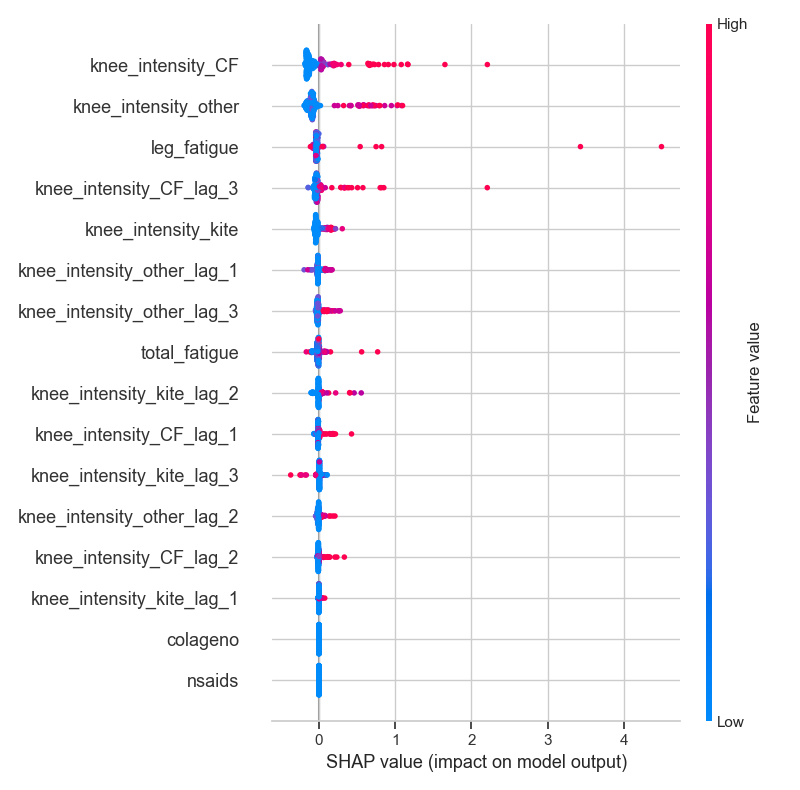 High
knee_intensity_CF
knee_intensity_other
leg_fatigue
knee_intensity_CF_lag_3
knee_intensity_kite
knee_intensity_other_lag_1
knee_intensity_other_lag_3
total_fatigue
knee_intensity_kite_lag_2
knee_intensity_CF_lag_1
knee_intensity_kite_lag_3
knee_intensity_other_lag_2
knee_intensity_CF_lag_2
knee_intensity_kite_lag_1
colageno
nsaids
Feature value
Low
0 1 2 3 4
SHAP value (impact on model output)